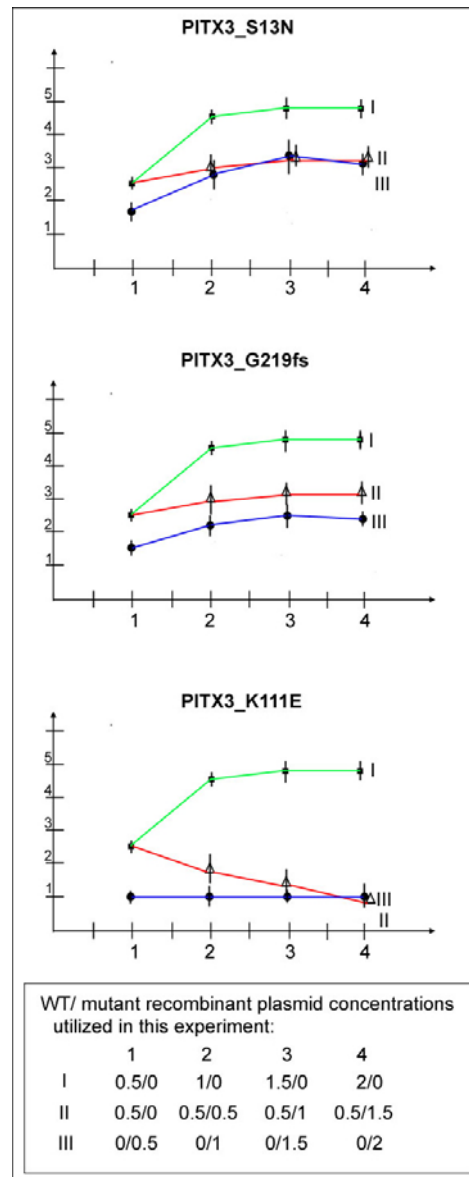 PITX3_S13N
5
4
3
2
1
I
II
III
1 2 3 4
PITX3_G219fs
5
4
3
2
1
I
II
III
1 2 3 4
PITX3_K111E
5
4
3
2
1
I
III
II
1 2 3 4
WT/ mutant recombinant plasmid concentrations
utilized in this experiment:
1 2 3 4
I 0.5/0 1/0 1.5/0 2/0
II 0.5/0 0.5/0.5 0.5/1 0.5/1.5
III 0/0.5 0/1 0/1.5 0/2